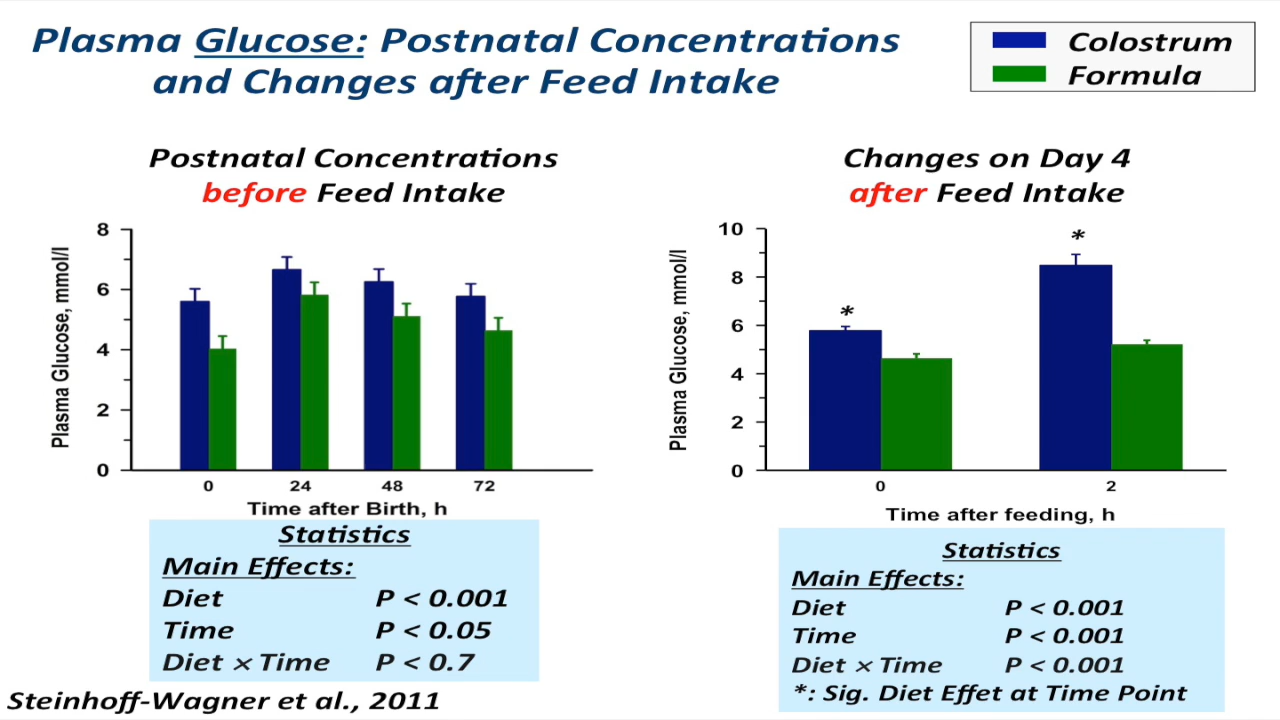 Plasma Glucose: Postnatal Concentrations
and Changes after Feed Intake
Colostrum
Formula
Postnatal Concentrations
before Feed Intake
Plasma Glucose, mmol/l
8
6
4
2
0
0 24 48 72
Time after Birth, h
Statistics
Main Effects:
Diet P < 0.001
Time P < 0.05
Diet × Time P < 0.7
Changes on Day 4
after Feed Intake
Plasma Glucose, mmol/l
10
8
6
4
2
0
*
*
0 2
Time after feeding, h
Statistics
Main Effects:
Diet P < 0.001
Time P < 0.001
Diet × Time P < 0.001
*: Sig. Diet Effet at Time Point
Steinhoff-Wagner et al., 2011